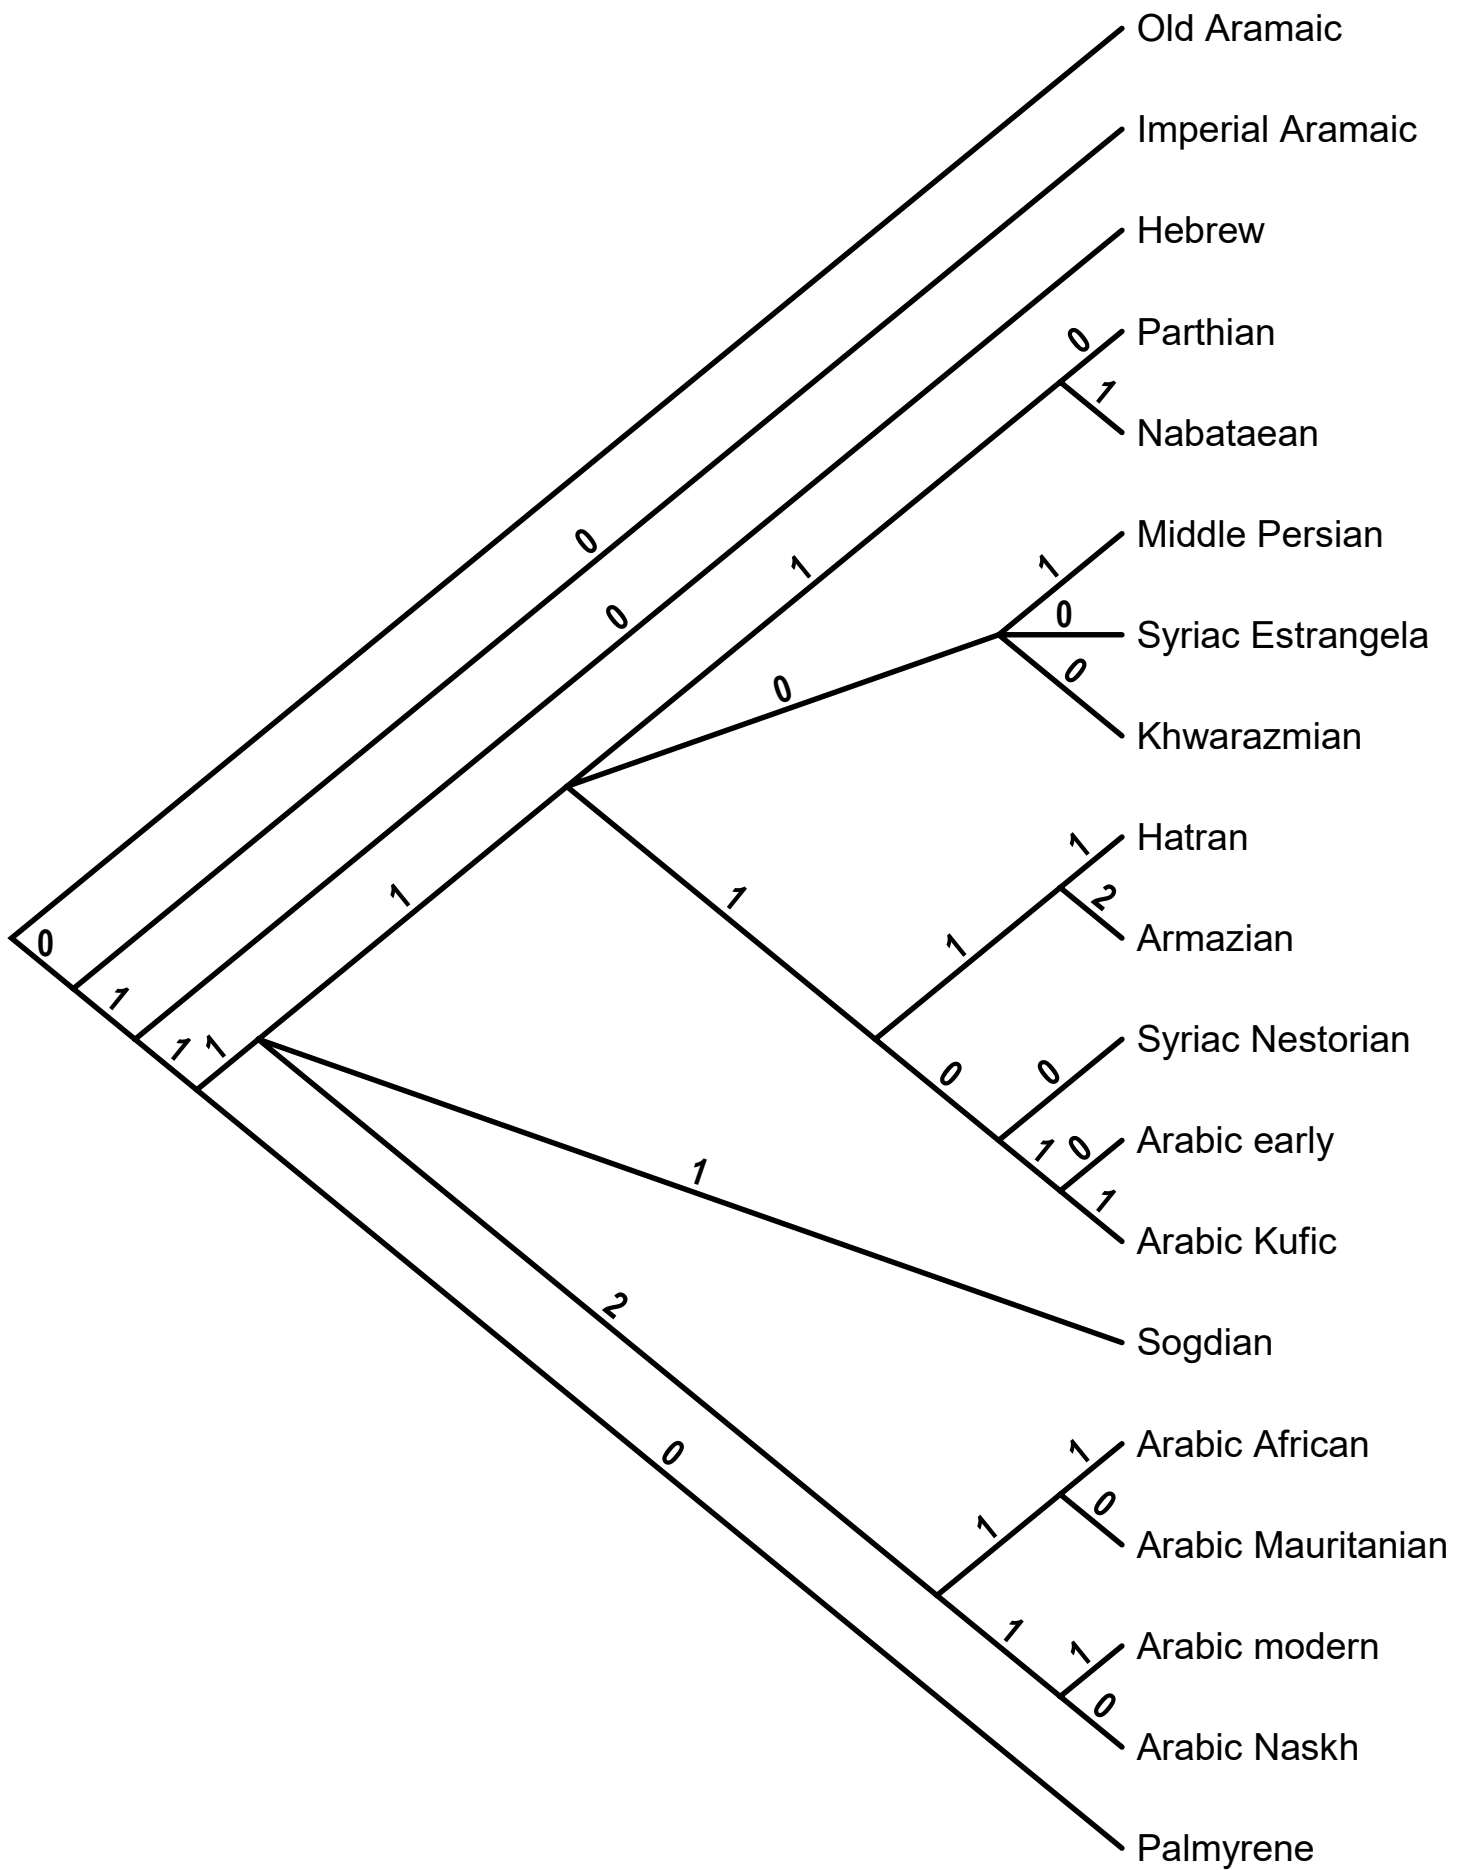 Old Aramaic
Imperial Aramaic
Hebrew
0
Parthian
1
Nabataean
0
1
Middle Persian
1
0
Syriac Estrangela
0
0
0
Khwarazmian
1
Hatran
1
1
2
1
Armazian
0
1
Syriac Nestorian
1
1
0
0
Arabic early
1
0
1
Arabic Kufic
1
2
Sogdian
1
Arabic African
0
0
1
Arabic Mauritanian
1
1
Arabic modern
0
Arabic Naskh
Palmyrene